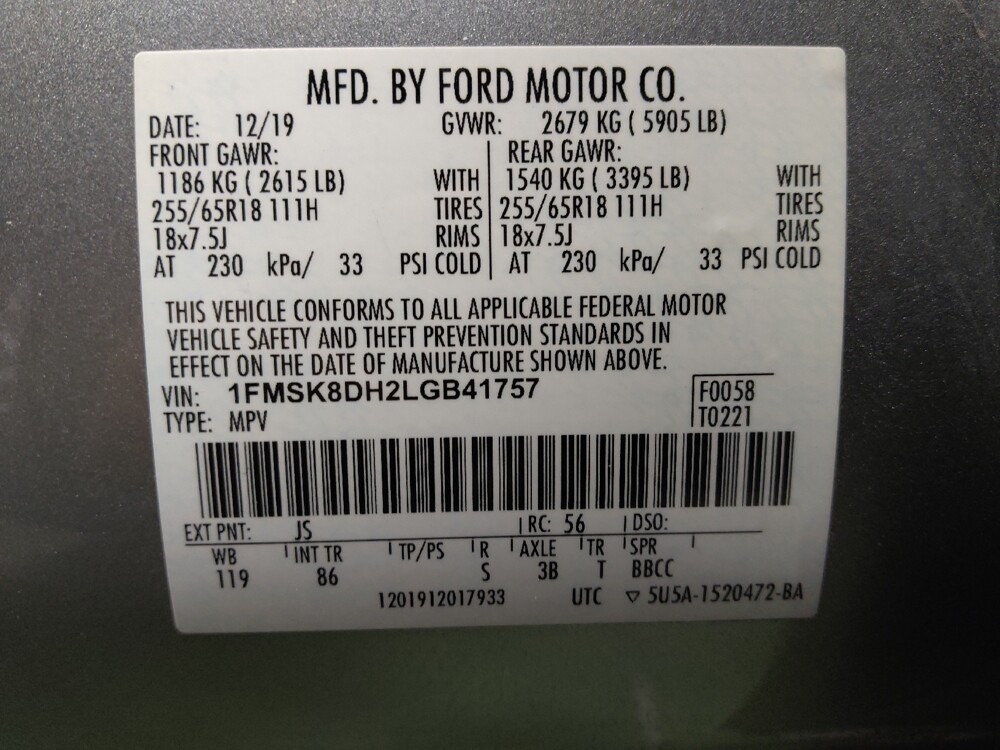 MFD. BY FORD MOTOR CO.
DATE: 12/19 GVWR: 2679 KG ( 5905 LB)
FRONT GAWR: REAR GAWR:
1186 KG ( 2615 LB) WITH 1540 KG ( 3395 LB) WITH
255/65R18 111H TIRES 255/65R18 111H TIRES
18x7.5J RIMS 18x7.5J RIMS
AT 230 kPa/ 33 PSI COLD AT 230 kPa/ 33 PSI COLD
THIS VEHICLE CONFORMS TO ALL APPLICABLE FEDERAL MOTOR
VEHICLE SAFETY AND THEFT PREVENTION STANDARDS IN
EFFECT ON THE DATE OF MANUFACTURE SHOWN ABOVE.
VIN: 1FMSK8DH2LGB41757 F0058
TYPE: MPV T0221
EXT PNT: JS RC: 56 DSO:
WB INT TR TP/PS R AXLE TR SPR
119 86 S 3B T BBCC
1201912017933 UTC ▽ 5U5A-1520472-BA